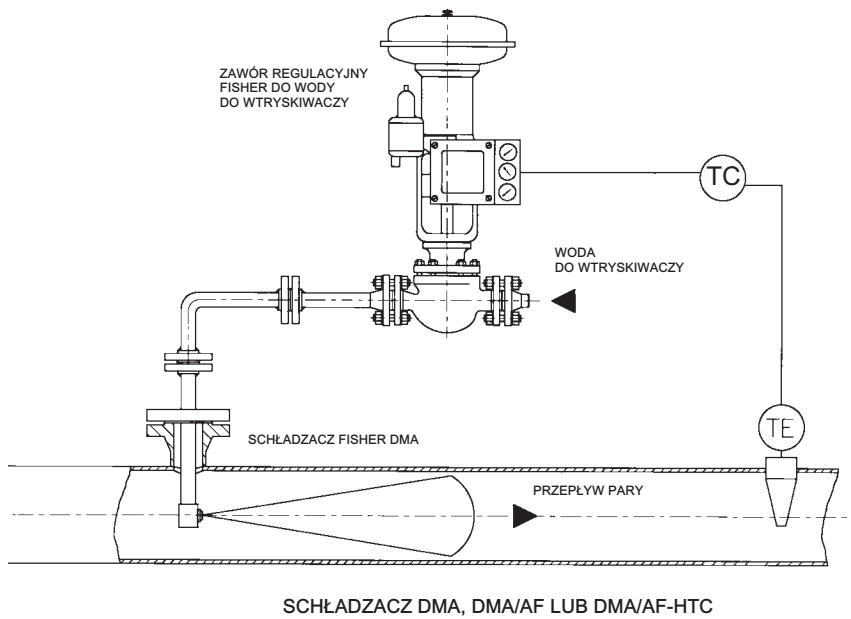 ZAWÓR REGULACYJNY
FISHER DO WODY
DO WTRYSKIWACZY
TC
WODA
DO WTRYSKIWACZY
TE
SCHŁADZACZ FISHER DMA
PRZEPŁYW PARY
SCHŁADZACZ DMA, DMA/AF LUB DMA/AF-HTC